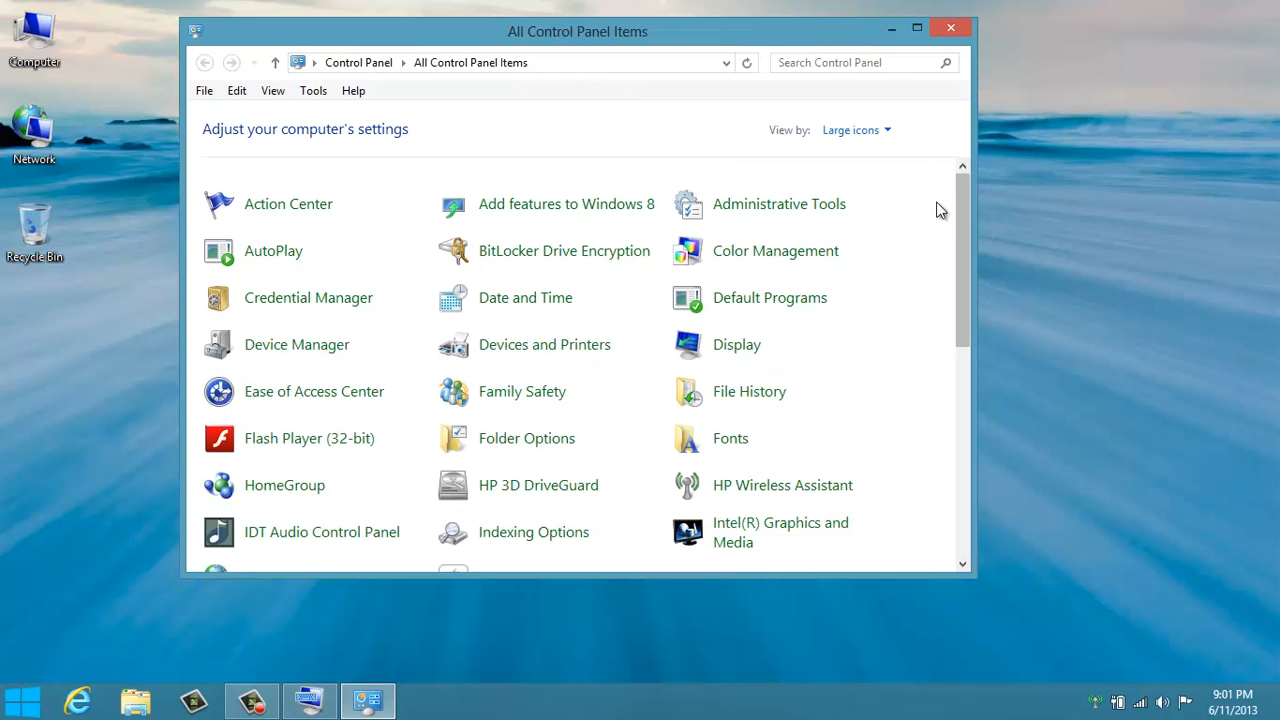 Computer
Network
Recycle Bin
All Control Panel Items
Control Panel
All Control Panel Items
Search Control Panel
File
Edit
View
Tools
Help
Adjust your computer's settings
View by:
Large icons
Action Center
Add features to Windows 8
Administrative Tools
AutoPlay
BitLocker Drive Encryption
Color Management
Credential Manager
Date and Time
Default Programs
Device Manager
Devices and Printers
Display
Ease of Access Center
Family Safety
File History
Flash Player (32-bit)
Folder Options
Fonts
HomeGroup
HP 3D DriveGuard
HP Wireless Assistant
IDT Audio Control Panel
Indexing Options
Intel(R) Graphics and
Media
9:01 PM
6/11/2013